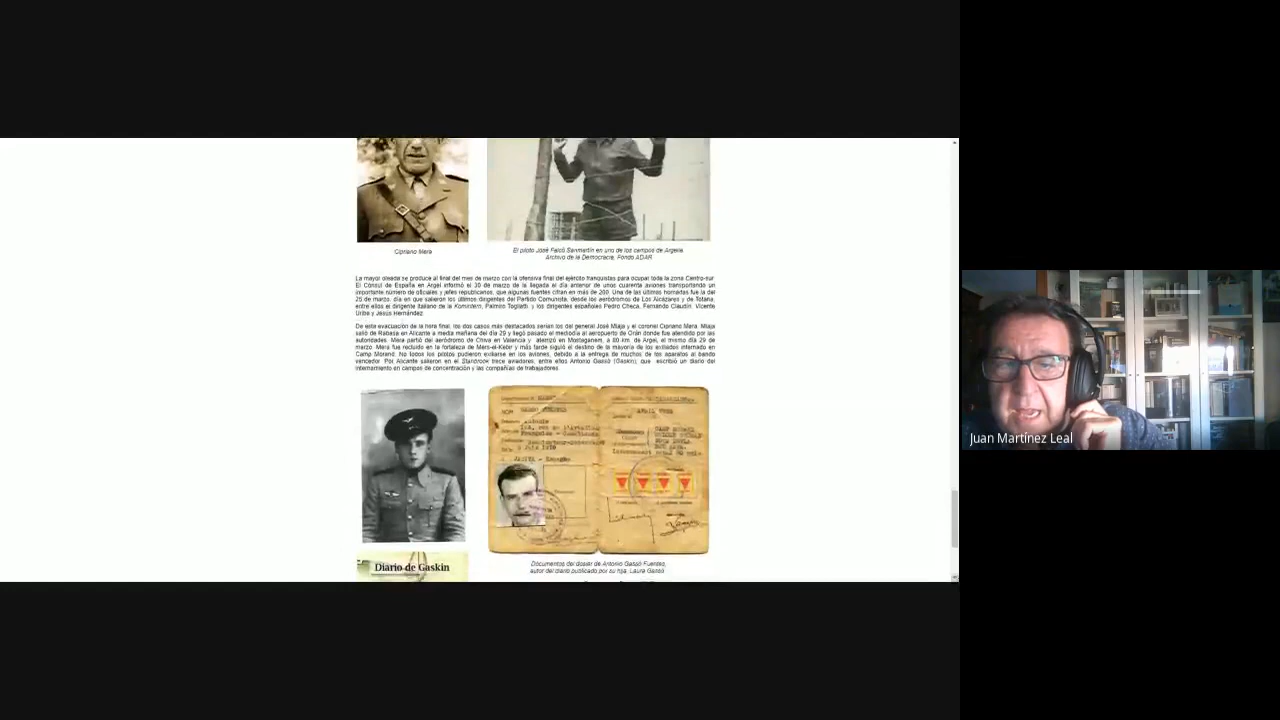 Cipriano Mera
El piloto José Falcó Sanmartín en uno de los campos de Argelia
Archivo de la Democracia, Fondo ADAR
La mayor oleada se produce al final del mes de marzo con la ofensiva final del ejército franquistas para ocupar toda la zona Centro-sur
El Cónsul de España en Argel informó el 30 de marzo de la llegada el día anterior de unos cuarenta aviones transportando un
importante número de oficiales y jefes republicanos, que algunas fuentes cifran en más de 200. Una de las últimas hornadas fue la del
25 de marzo, día en que salieron los últimos dirigentes del Partido Comunista, desde los aeródromos de Los Alcázares y de Totana,
entre ellos el dirigente italiano de la Komintern, Palmiro Togliatti y los dirigentes españoles Pedro Checa, Fernando Claudín, Vicente
Uribe y Jesús Hernández.
De esta evacuación de la hora final, los dos casos más destacados serían los del general José Miaja y el coronel Cipriano Mera. Miaja
salió de Rabasa en Alicante a media mañana del día 29 y llegó pasado el mediodía al aeropuerto de Orán donde fue atendido por las
autoridades. Mera partió del aeródromo de Chiva en Valencia y aterrizó en Mostaganem, a 80 km. de Argel, el mismo día 29 de
marzo. Mera fue recluido en la fortaleza de Mers-el-Kebir y más tarde siguió el destino de la mayoría de los exiliados internado en
Camp Morand. No todos los pilotos pudieron exiliarse en los aviones, debido a la entrega de muchos de los aparatos al bando
vencedor. Por Alicante salieron en el Stanbrook trece aviadores, entre ellos Antonio Gassó (Gaskin), que escribió un diario del
internamiento en campos de concentración y las compañías de trabajadores.
Diario de Gaskin
Documentos del dosier de Antonio Gassó Fuentes,
autor del diario publicado por su hija, Laura Gassó
Juan Martínez Leal